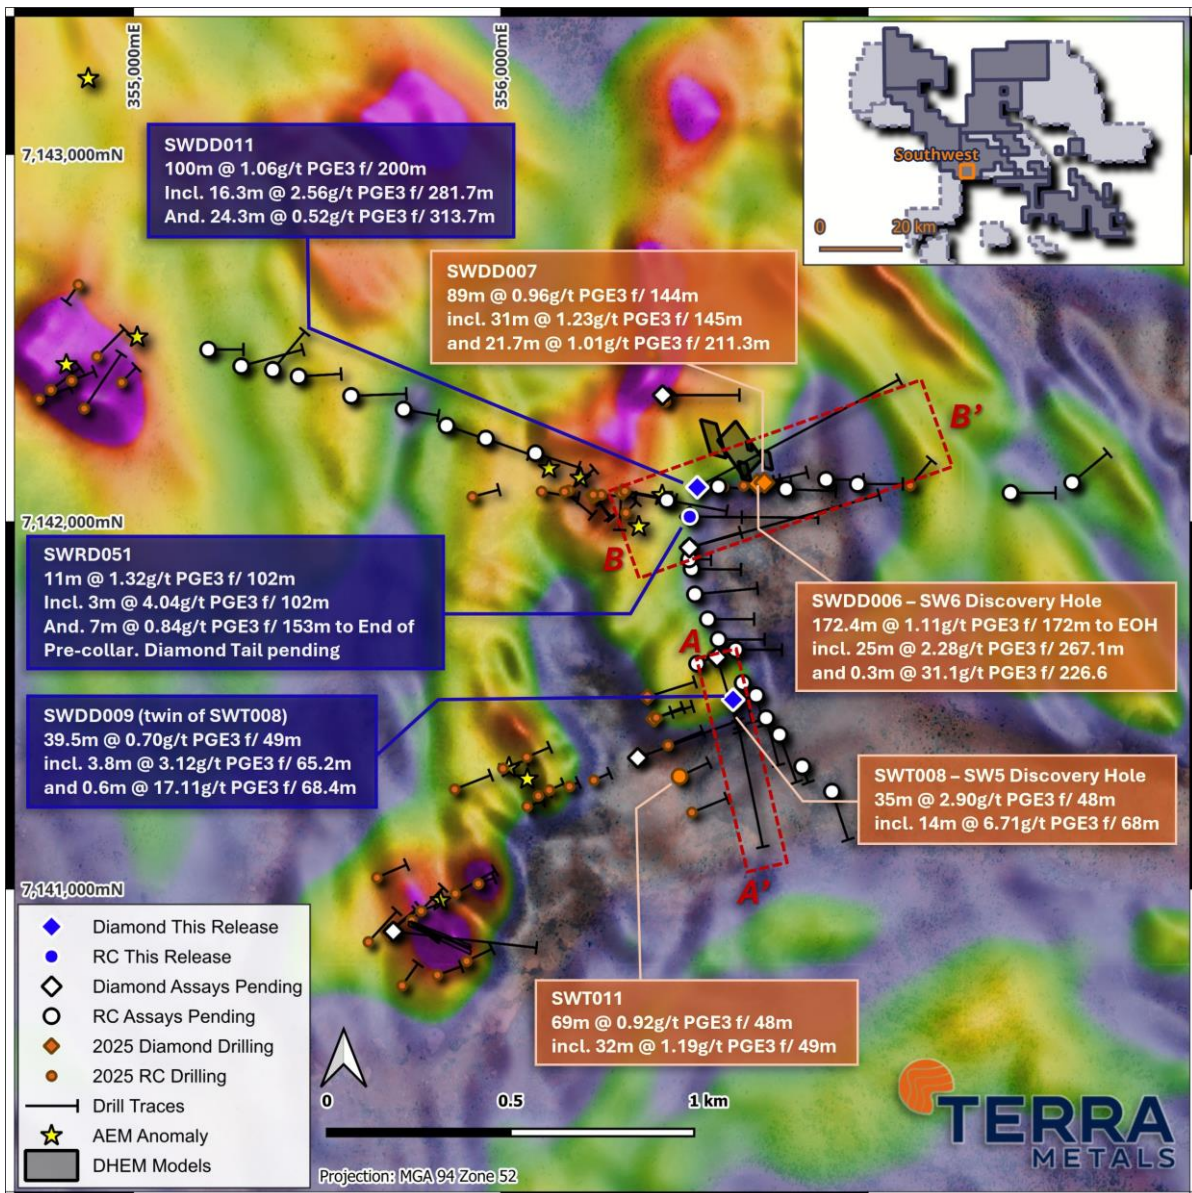 355,000mE
356,000mE
7,143,000mN
SWDD011
100m @ 1.06g/t PGE3 f/ 200m
Incl. 16.3m @ 2.56g/t PGE3 f/ 281.7m
And. 24.3m @ 0.52g/t PGE3 f/ 313.7m
Southwest
0
20 km
SWDD007
89m @ 0.96g/t PGE3 f/ 144m
incl. 31m @ 1.23g/t PGE3 f/ 145m
and 21.7m @ 1.01g/t PGE3 f/ 211.3m
B'
7,142,000mN
B
SWRD051
11m @ 1.32g/t PGE3 f/ 102m
Incl. 3m @ 4.04g/t PGE3 f/ 102m
And. 7m @ 0.84g/t PGE3 f/ 153m to End of
Pre-collar. Diamond Tail pending
SWDD006 – SW6 Discovery Hole
172.4m @ 1.11g/t PGE3 f/ 172m to EOH
incl. 25m @ 2.28g/t PGE3 f/ 267.1m
and 0.3m @ 31.1g/t PGE3 f/ 226.6
A
SWDD009 (twin of SWT008)
39.5m @ 0.70g/t PGE3 f/ 49m
incl. 3.8m @ 3.12g/t PGE3 f/ 65.2m
and 0.6m @ 17.11g/t PGE3 f/ 68.4m
SWT008 – SW5 Discovery Hole
35m @ 2.90g/t PGE3 f/ 48m
incl. 14m @ 6.71g/t PGE3 f/ 68m
A'
7,141,000mN
Diamond This Release
RC This Release
Diamond Assays Pending
RC Assays Pending
2025 Diamond Drilling
2025 RC Drilling
Drill Traces
AEM Anomaly
DHEM Models
SWT011
69m @ 0.92g/t PGE3 f/ 48m
incl. 32m @ 1.19g/t PGE3 f/ 49m
0
0.5
1 km
Projection: MGA 94 Zone 52
TERRA
METALS